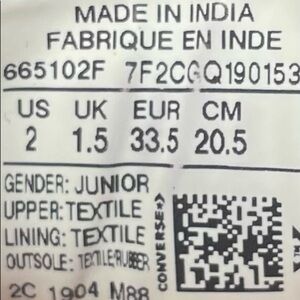 MADE IN INDIA
FABRIQUE EN INDE
665102F 7F2CGQ190153
US UK EUR CM
2 1.5 33.5 20.5
GENDER: JUNIOR
UPPER: TEXTILE
LINING: TEXTILE
OUTSOLE: TEXTILE/RUBBER
CONVERSE
2C 1904 M88